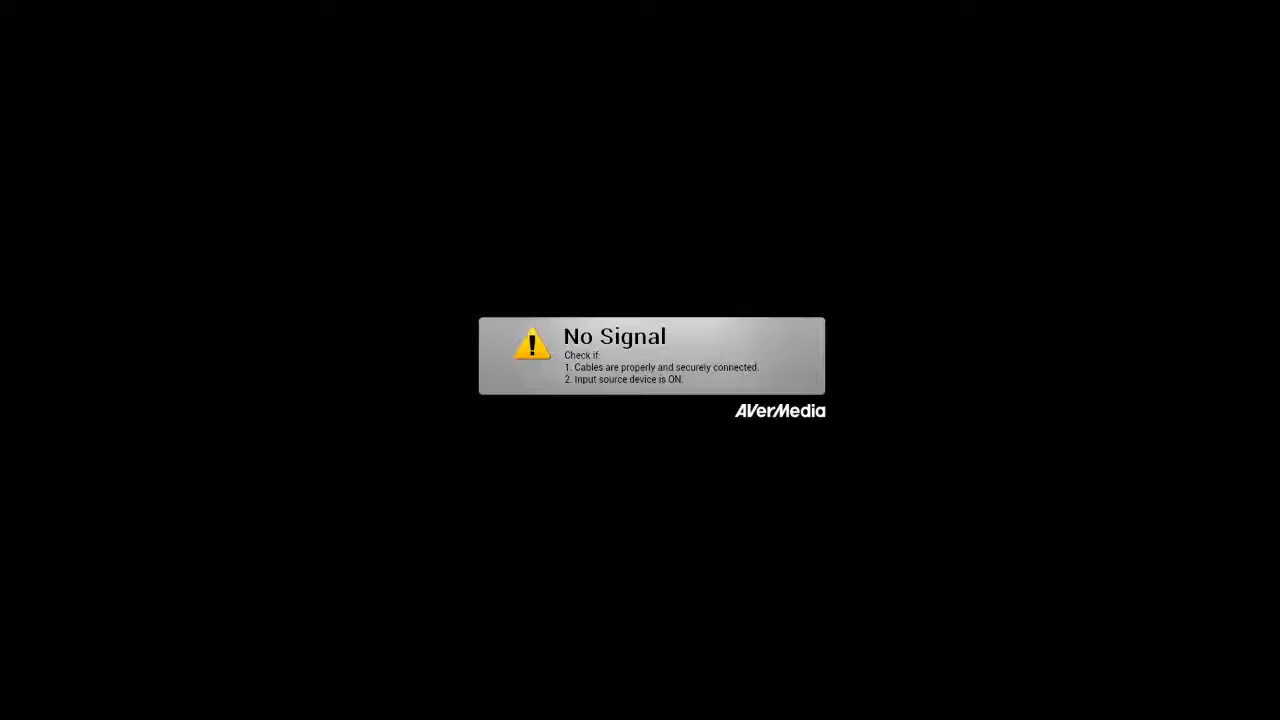 No Signal
Check if:
1. Cables are properly and securely connected.
2. Input source device is ON.
AVerMedia